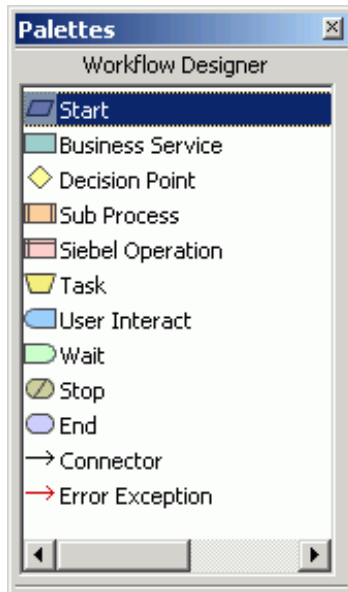 Palettes
Workflow Designer
Start
Business Service
Decision Point
Sub Process
Siebel Operation
Task
User Interact
Wait
Stop
End
Connector
Error Exception